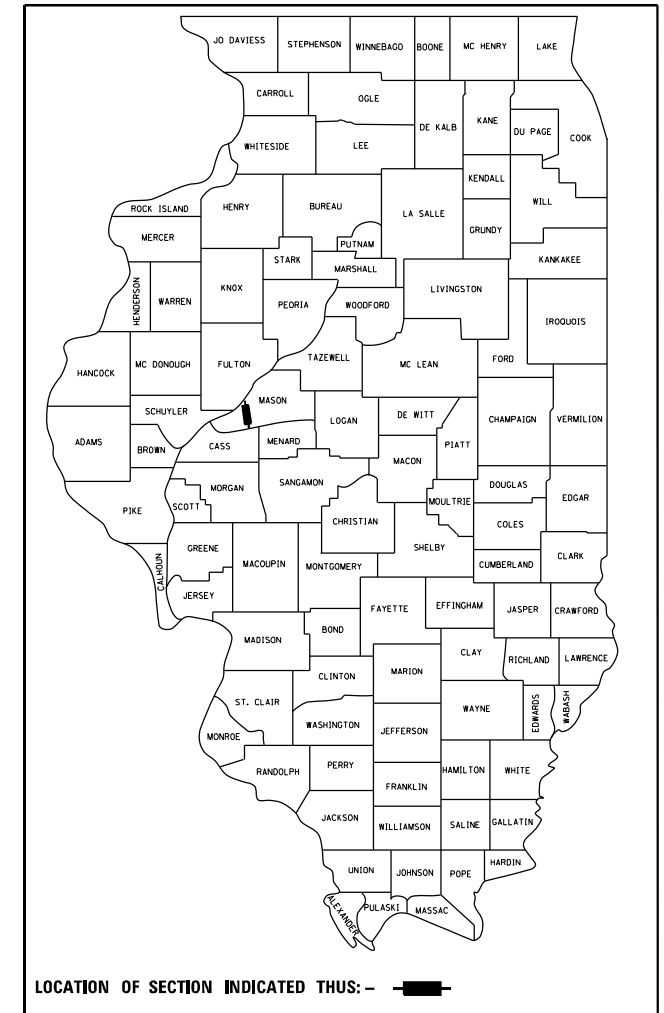 JO DAVIESS
STEPHENSON
WINNEBAGO
BOONE
MC HENRY
LAKE
CARROLL
OGLE
DE KALB
KANE
DU PAGE
COOK
WHITESIDE
LEE
KENDALL
WILL
ROCK ISLAND
HENRY
BUREAU
LA SALLE
GRUNDY
MERCER
PUTNAM
KANKAKEE
STARK
MARSHALL
HENDERSON
WARREN
KNOX
PEORIA
WOODFORD
LIVINGSTON
IROQUOIS
HANCOCK
MC DONOUGH
FULTON
TAZEWELL
MC LEAN
FORD
SCHUYLER
MASON
LOGAN
DE WITT
CHAMPAIGN
VERMILION
ADAMS
BROWN
CASS
MENARD
PIATT
MACON
PIKE
SCOTT
MORGAN
SANGAMON
MOULTRIE
DOUGLAS
EDGAR
CHRISTIAN
COLES
CALHOUN
GREENE
MACOUPIN
MONTGOMERY
SHELBY
CUMBERLAND
CLARK
JERSEY
FAYETTE
EFFINGHAM
JASPER
CRAWFORD
MADISON
BOND
CLAY
RICHLAND
LAWRENCE
CLINTON
MARION
ST. CLAIR
WAYNE
EDWARDS
WABASH
MONROE
WASHINGTON
JEFFERSON
RANDOLPH
PERRY
HAMILTON
WHITE
FRANKLIN
JACKSON
WILLIAMSON
SALINE
GALLATIN
UNION
JOHNSON
POPE
HARDIN
ALEXANDER
PULASKI
MASSAC
LOCATION OF SECTION INDICATED THUS: –